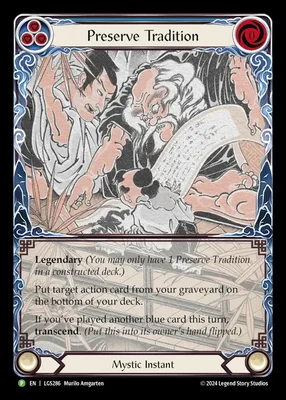 Preserve Tradition
Legendary (You may only have 1 Preserve Tradition
in a constructed deck.)
Put target action card from your graveyard on
the bottom of your deck.
If you've played another blue card this turn,
transcend. (Put this into its owner's hand flipped.)
Mystic Instant
P EN | LGS286 Murilo Amgarten
©2024 Legend Story Studios